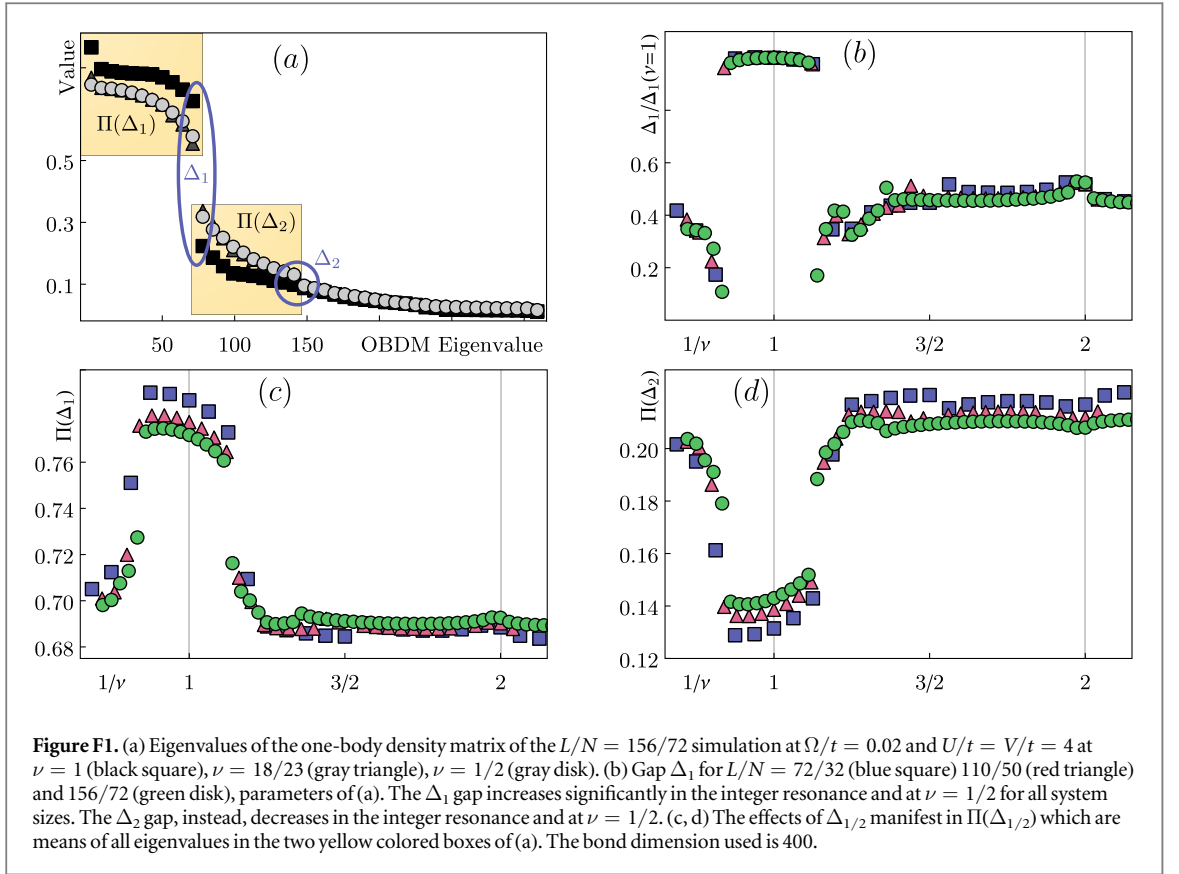 (a)
Value
Π(Δ₁)
0.5
Δ₁
0.3
Π(Δ₂)
Δ₂
0.1
50 100 150 OBDM Eigenvalue
(b)
Δ₁/Δ₁(ν=1)
0.6
0.4
0.2
1/ν 1 3/2 2
(c)
Π(Δ₁)
0.76
0.74
0.72
0.70
0.68
1/ν 1 3/2 2
(d)
Π(Δ₂)
0.20
0.18
0.16
0.14
0.12
1/ν 1 3/2 2
Figure F1. (a) Eigenvalues of the one-body density matrix of the L/N = 156/72 simulation at Ω/t = 0.02 and U/t = V/t = 4 at
ν = 1 (black square), ν = 18/23 (gray triangle), ν = 1/2 (gray disk). (b) Gap Δ₁ for L/N = 72/32 (blue square) 110/50 (red triangle)
and 156/72 (green disk), parameters of (a). The Δ₁ gap increases significantly in the integer resonance and at ν = 1/2 for all system
sizes. The Δ₂ gap, instead, decreases in the integer resonance and at ν = 1/2. (c, d) The effects of Δ₁/₂ manifest in Π(Δ₁/₂) which are
means of all eigenvalues in the two yellow colored boxes of (a). The bond dimension used is 400.